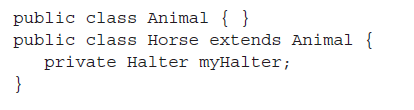 public class Animal { }
public class Horse extends Animal {
   private Halter myHalter;
}